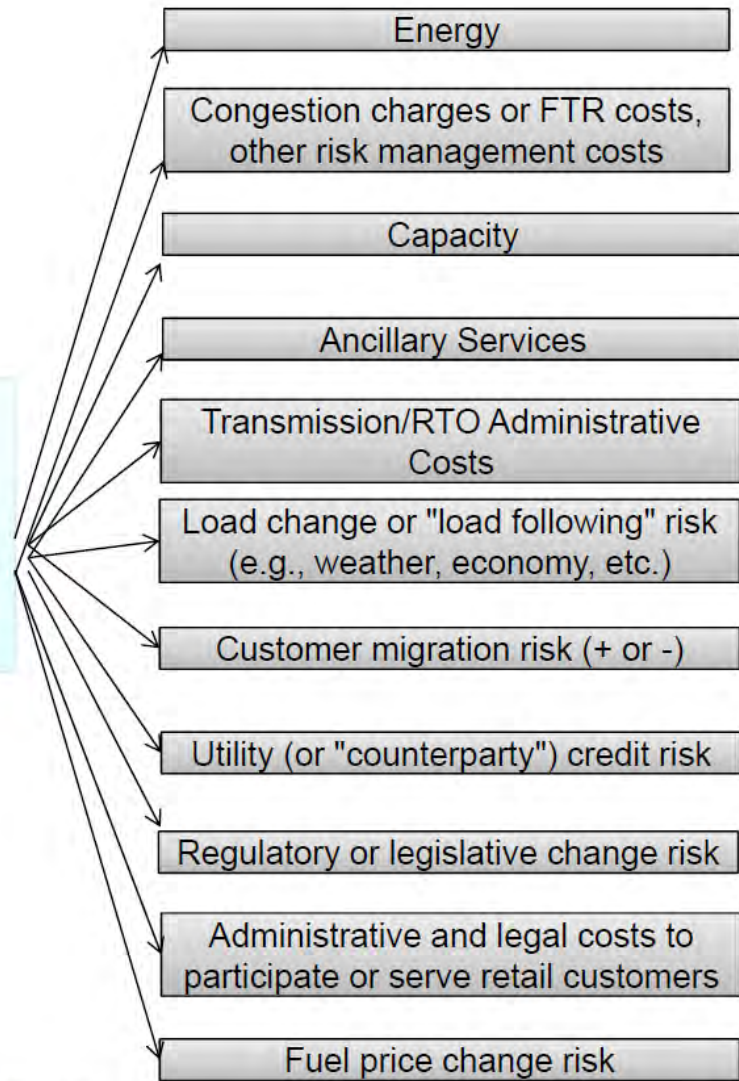 Energy
Congestion charges or FTR costs,
other risk management costs
Capacity
Ancillary Services
Transmission/RTO Administrative
Costs
Load change or "load following" risk
(e.g., weather, economy, etc.)
Customer migration risk (+ or -)
Utility (or "counterparty") credit risk
Regulatory or legislative change risk
Administrative and legal costs to
participate or serve retail customers
Fuel price change risk